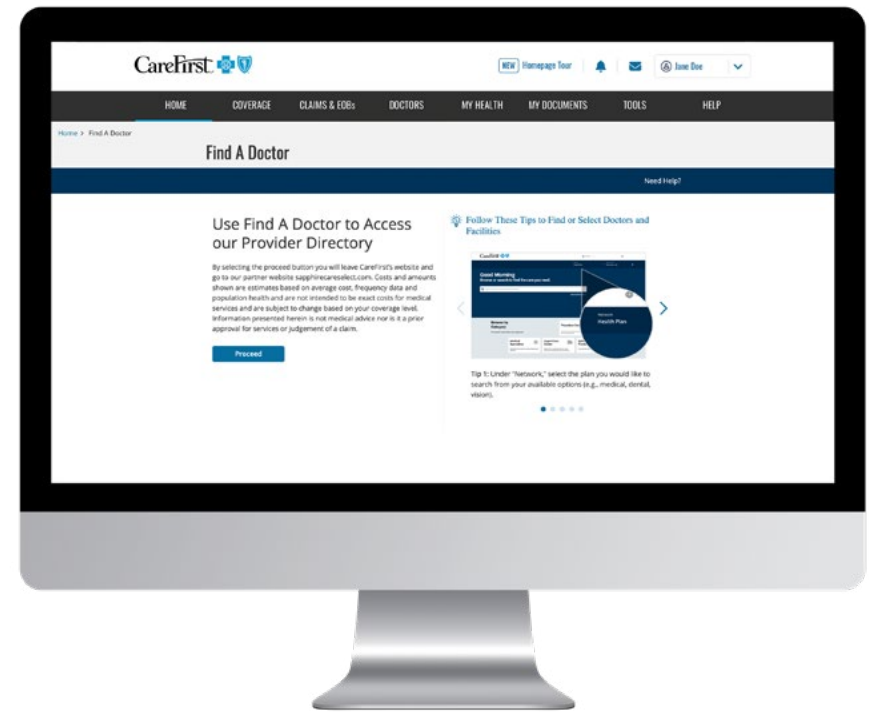 CareFirst
NEW Homepage Tour
Jane Doe
HOME COVERAGE CLAIMS & EOBs DOCTORS MY HEALTH MY DOCUMENTS TOOLS HELP
Home > Find A Doctor
Find A Doctor
Need Help?
Use Find A Doctor to Access
our Provider Directory
By selecting the proceed button you will leave CareFirst's website and
go to our partner website sapphirecareselect.com. Costs and amounts
shown are estimates based on average cost, frequency data and
population health and are not intended to be exact costs for medical
services and are subject to change based on your coverage level.
Information presented herein is not medical advice nor is it a prior
approval for services or judgement of a claim.
Proceed
Follow These Tips to Find or Select Doctors and
Facilities
CareFirst
Good Morning
Network
Health Plan
Tip 1: Under "Network," select the plan you would like to
search from your available options (e.g., medical, dental,
vision).